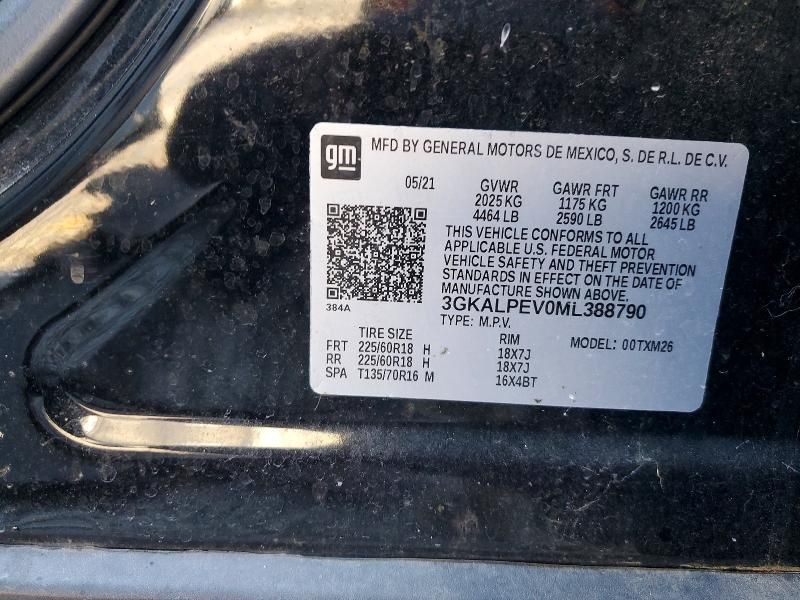 gm
MFD BY GENERAL MOTORS DE MEXICO, S. DE R.L. DE C.V.
05/21 GVWR GAWR FRT GAWR RR
2025 KG 1175 KG 1200 KG
4464 LB 2590 LB 2645 LB
THIS VEHICLE CONFORMS TO ALL
APPLICABLE U.S. FEDERAL MOTOR
VEHICLE SAFETY AND THEFT PREVENTION
STANDARDS IN EFFECT ON THE DATE OF
MANUFACTURE SHOWN ABOVE.
384A
3GKALPEV0ML388790
TYPE: M.P.V.
TIRE SIZE RIM MODEL: 00TXM26
FRT 225/60R18 H 18X7J
RR 225/60R18 H 18X7J
SPA T135/70R16 M 16X4BT